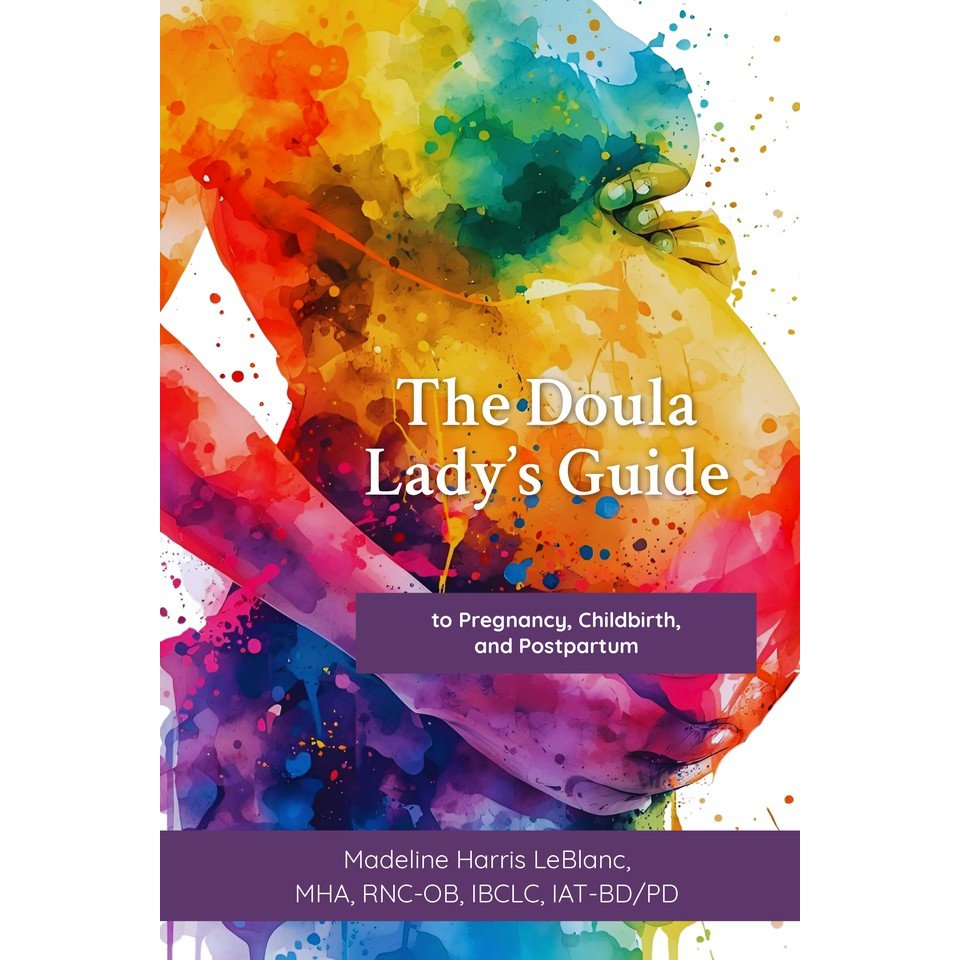 The Doula
Lady’s Guide
to Pregnancy, Childbirth,
and Postpartum
Madeline Harris LeBlanc,
MHA, RNC-OB, IBCLC, IAT-BD/PD